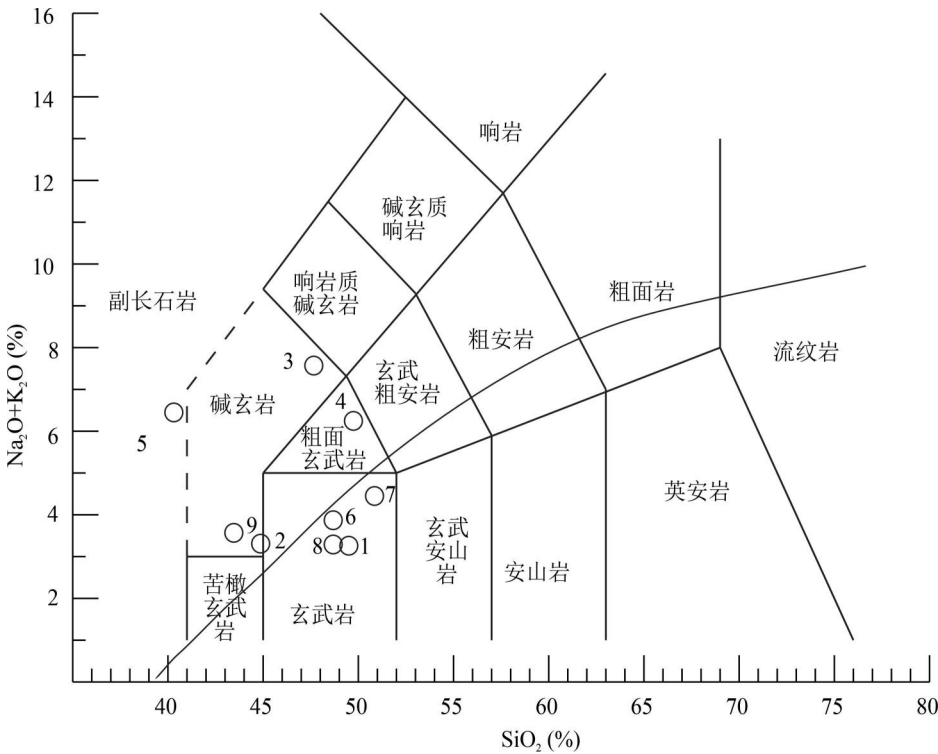 16
14
12
10
8
6
4
2
Na₂O+K₂O (%)
响岩
碱玄质
响岩
响岩质
碱玄岩
副长石岩
粗面岩
粗安岩
流纹岩
3
玄武
粗安岩
碱玄岩
4
粗面
玄武岩
5
7
英安岩
9
2
6
8
1
玄武
安山
岩
安山岩
苦橄
玄武
岩
玄武岩
40
45
50
55
60
65
70
75
80
SiO₂ (%)